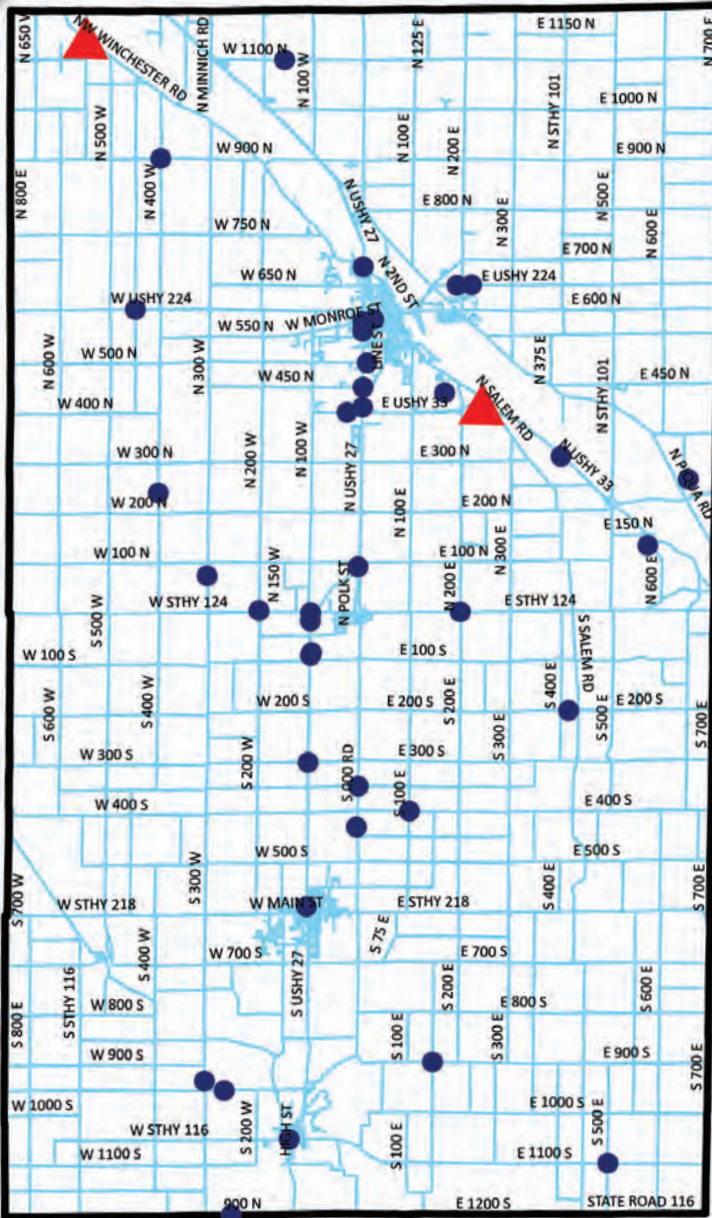 N 650 W
NW WINCHESTER RD
N MINNICH RD
W 1100 N
N 100 W
N 125 E
E 1150 N
N 700 E
E 1000 N
N 500 W
N 400 W
W 900 N
N 100 E
N 200 E
N STHY 101
E 900 N
N 800 E
N USHY 27
E 800 N
N 300 E
N 500 E
N 600 E
W 750 N
E 700 N
W 650 N
N 2ND ST
E USHY 224
W USHY 224
W MONROE ST
E 600 N
W 550 N
LINE ST
W 500 N
N 600 W
N 300 W
N 375 E
W 450 N
E 450 N
W 400 N
E USHY 33
N SALEM RD
N STHY 101
W 300 N
N 200 W
N 100 W
N USHY 27
E 300 N
N USHY 33
N PIQUA RD
W 200 N
N 100 E
E 200 N
E 150 N
W 100 N
N 150 W
E 100 N
N 300 E
N 600 E
W STHY 124
N POLK ST
N 200 E
E STHY 124
S 500 W
W 100 S
E 100 S
S SALEM RD
S 600 W
S 400 W
W 200 S
E 200 S
S 200 E
S 400 E
S 500 E
E 200 S
S 700 E
W 300 S
S 200 W
S 000 RD
E 300 S
S 300 E
W 400 S
S 100 E
E 400 S
W 500 S
E 500 S
S 700 W
W STHY 218
S 300 W
W MAIN ST
E STHY 218
S 400 E
S 700 E
S 400 W
W 700 S
S 75 E
E 700 S
S 800 E
S STHY 116
W 800 S
S USHY 27
S 200 E
E 800 S
S 600 E
W 900 S
S 100 E
S 300 E
E 900 S
S 700 E
W 1000 S
E 1000 S
W STHY 116
S 200 W
HIGH ST
S 100 E
S 500 E
W 1100 S
E 1100 S
900 N
E 1200 S
STATE ROAD 116